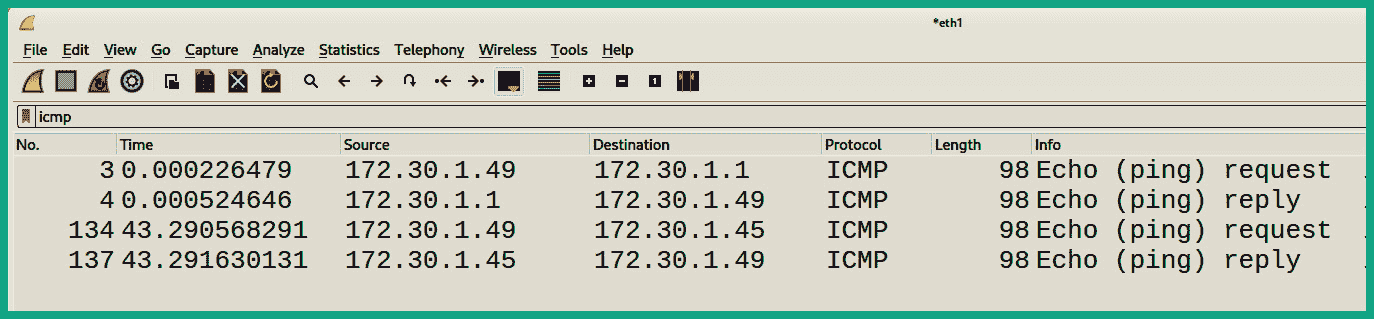 *eth1
File Edit View Go Capture Analyze Statistics Telephony Wireless Tools Help
icmp
No. Time Source Destination Protocol Length Info
3 0.000226479 172.30.1.49 172.30.1.1 ICMP 98 Echo (ping) request
4 0.000524646 172.30.1.1 172.30.1.49 ICMP 98 Echo (ping) reply
134 43.290568291 172.30.1.49 172.30.1.45 ICMP 98 Echo (ping) request
137 43.291630131 172.30.1.45 172.30.1.49 ICMP 98 Echo (ping) reply